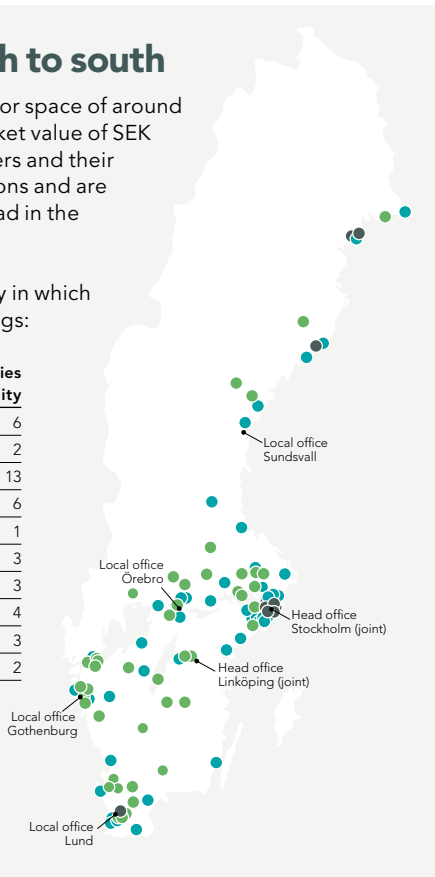 h to south
or space of around
ket value of SEK
ers and their
ons and are
ad in the
y in which
gs:
ies
ity
6
2
13
6
1
3
3
4
3
2
Local office
Sundsvall
Local office
Örebro
Head office
Stockholm (joint)
Head office
Linköping (joint)
Local office
Gothenburg
Local office
Lund